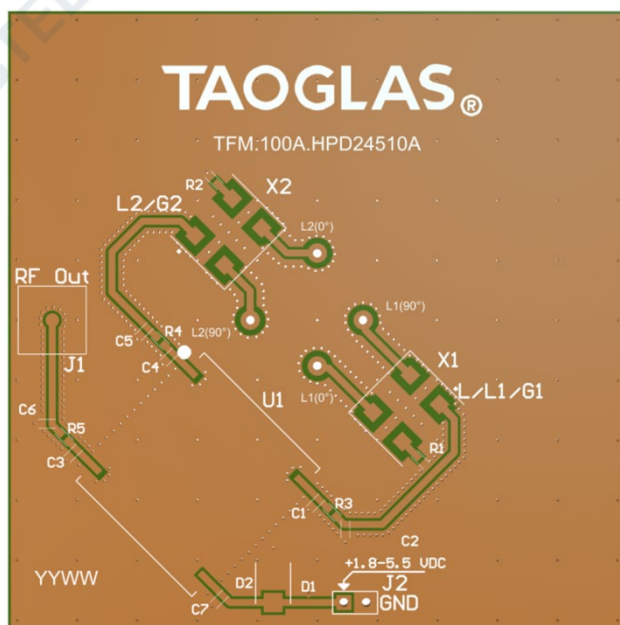 TAOGLAS®
TFM.100A.HPD24510A
R2
X2
L2/G2
L2(0°)
RF Out
L1(90°)
R4
L2(90°)
C5
C4
J1
X1
L1(0°)
L/L1/G1
U1
C6
R5
R1
C3
R3
C1
C2
+1.8-5.5 VDC
YYWW
D2
D1
J2
C7
GND